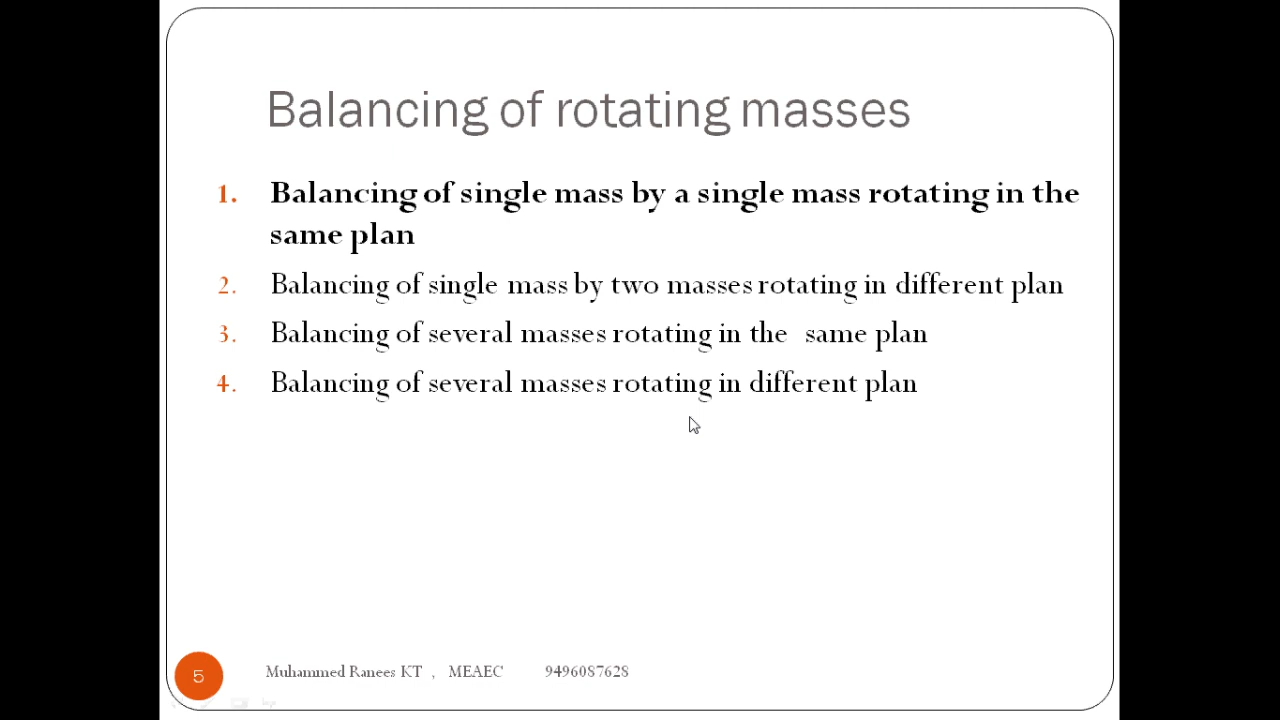 Balancing of rotating masses
1. Balancing of single mass by a single mass rotating in the
same plan
2. Balancing of single mass by two masses rotating in different plan
3. Balancing of several masses rotating in the same plan
4. Balancing of several masses rotating in different plan
5 Muhammed Ranees KT , MEAEC 9496087628